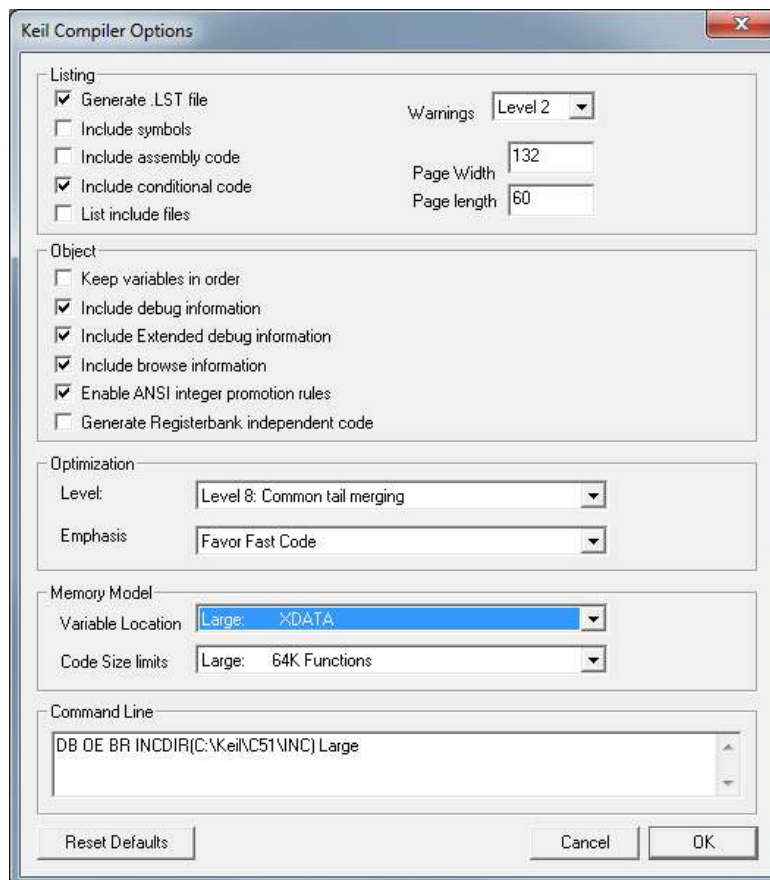 Keil Compiler Options
Listing
Generate .LST file
Include symbols
Include assembly code
Include conditional code
List include files
Warnings Level 2
Page Width 132
Page length 60
Object
Keep variables in order
Include debug information
Include Extended debug information
Include browse information
Enable ANSI integer promotion rules
Generate Registerbank independent code
Optimization
Level: Level 8: Common tail merging
Emphasis Favor Fast Code
Memory Model
Variable Location Large: XDATA
Code Size limits Large: 64K Functions
Command Line
DB OE BR INCDIR(C:\Keil\C51\INC) Large
Reset Defaults Cancel OK